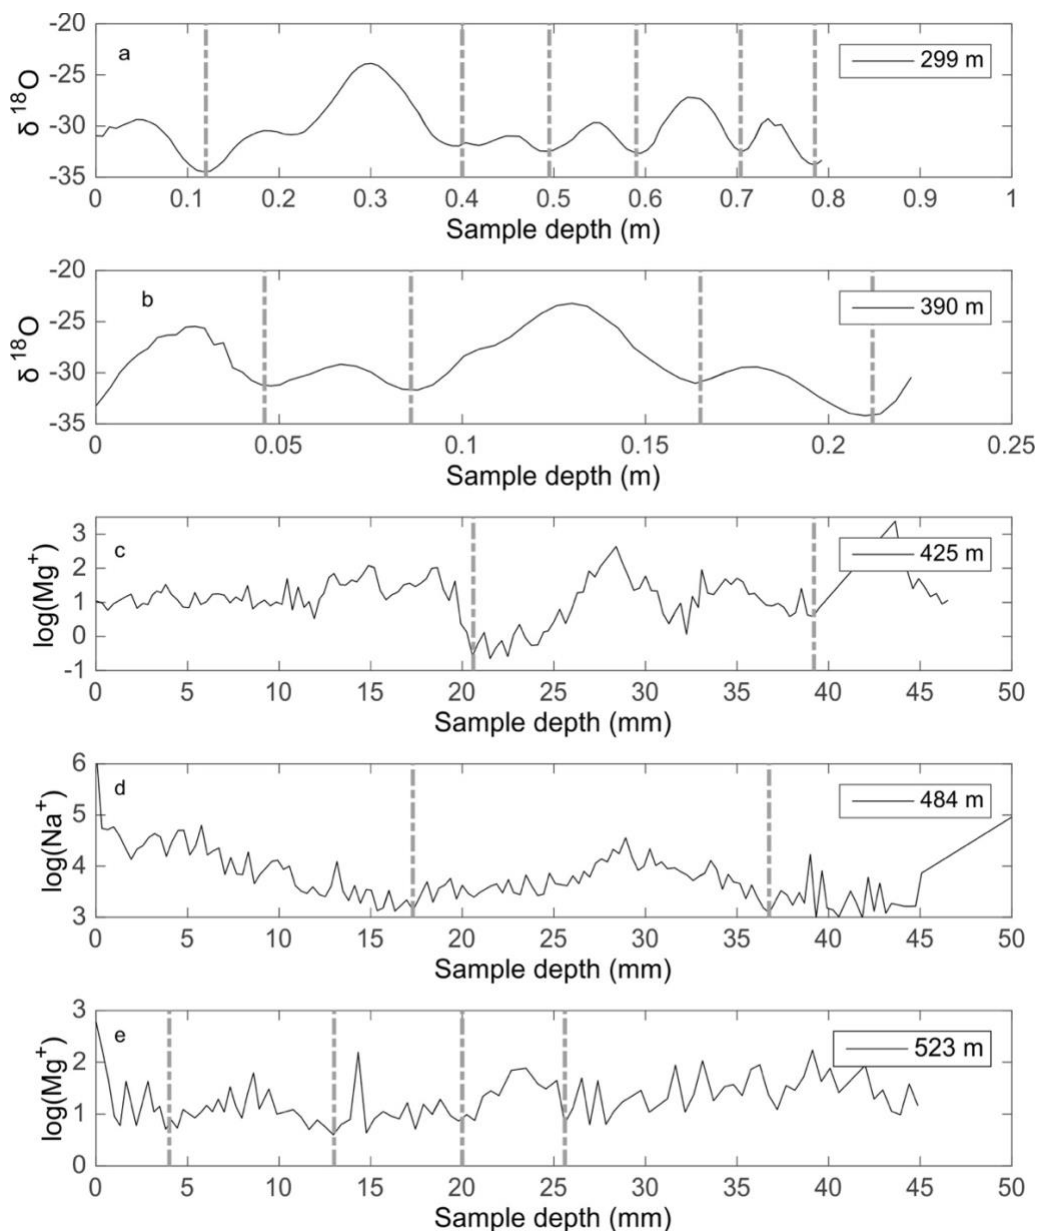 -20
a
299 m
-25
-30
-35
δ 18O
0 0.1 0.2 0.3 0.4 0.5 0.6 0.7 0.8 0.9 1
Sample depth (m)
-20
b
390 m
-25
-30
-35
δ 18O
0 0.05 0.1 0.15 0.2 0.25
Sample depth (m)
3
c
425 m
2
1
0
-1
log(Mg+)
0 5 10 15 20 25 30 35 40 45 50
Sample depth (mm)
6
d
484 m
5
4
3
log(Na+)
0 5 10 15 20 25 30 35 40 45 50
Sample depth (mm)
3
e
523 m
2
1
0
log(Mg+)
0 5 10 15 20 25 30 35 40 45 50
Sample depth (mm)